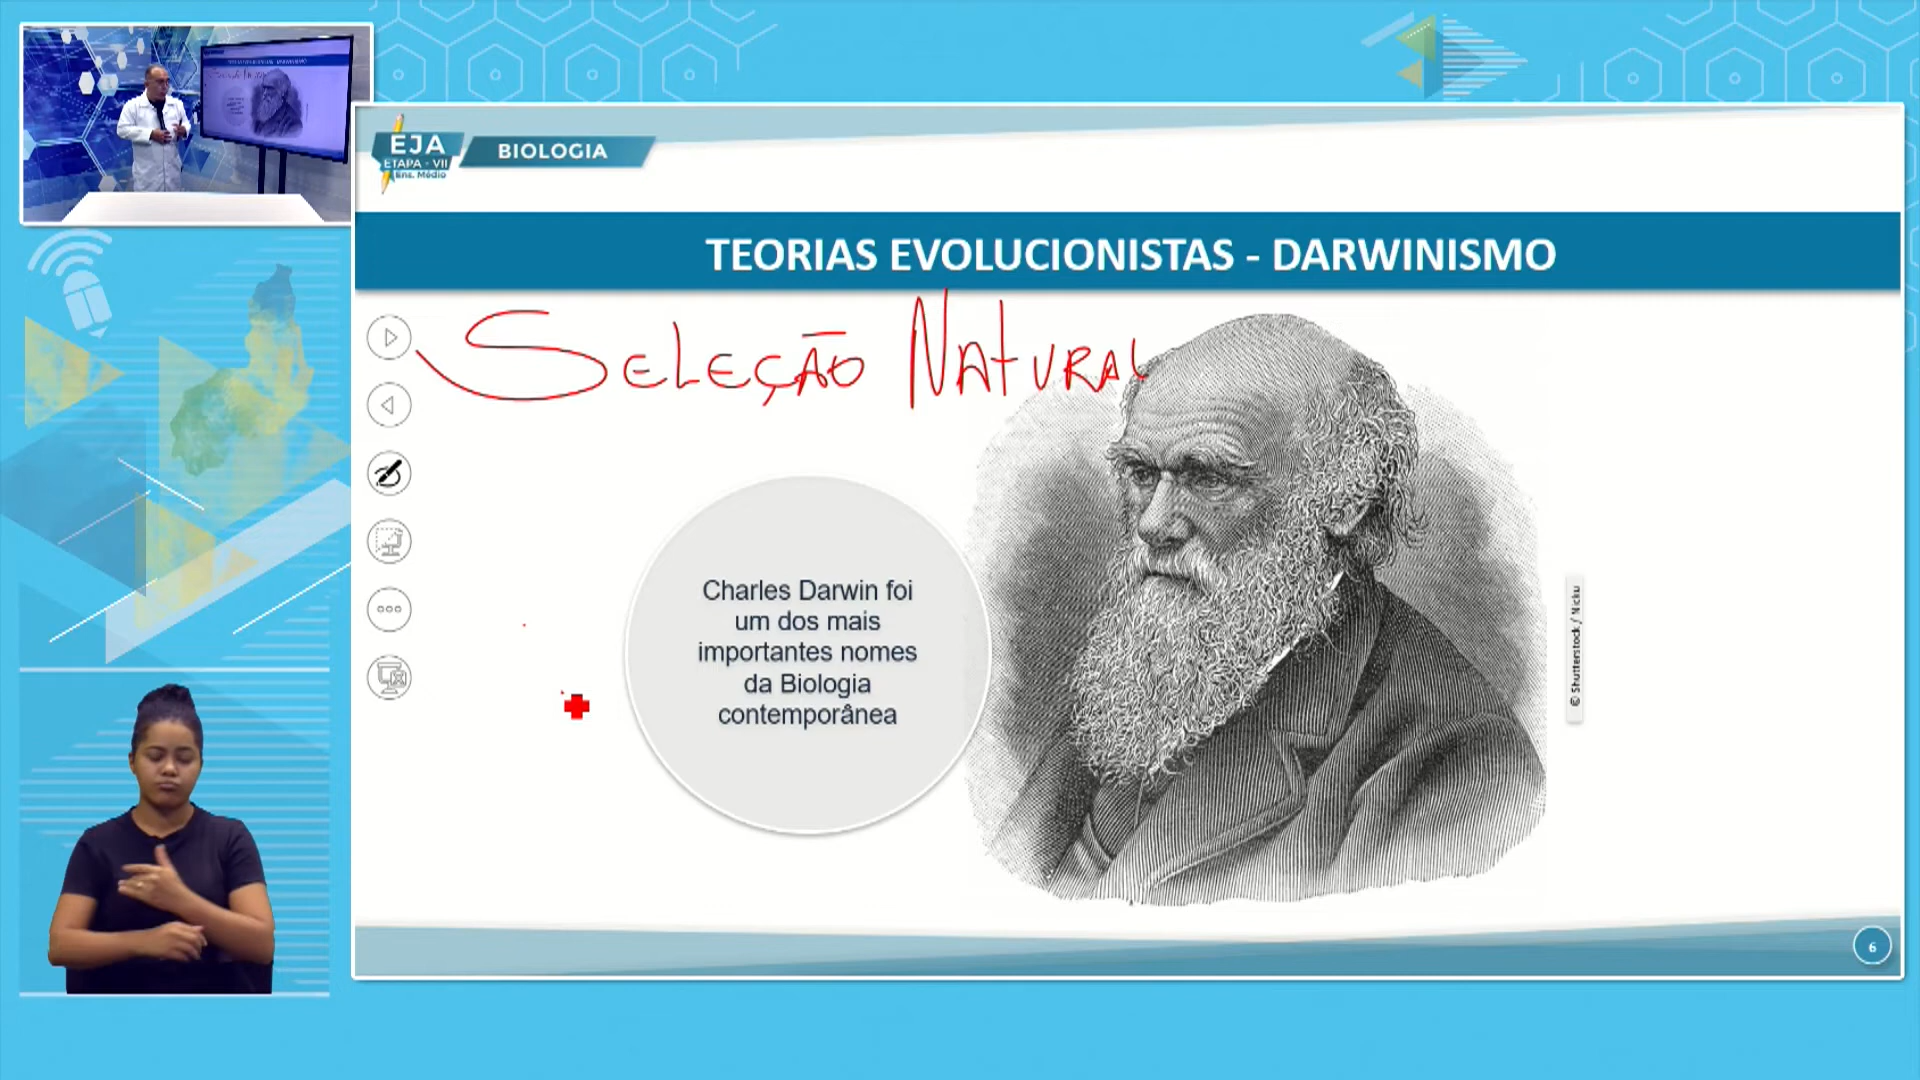 EJA
ETAPA - VII
Ens. Médio
BIOLOGIA
TEORIAS EVOLUCIONISTAS - DARWINISMO
SELEÇÃO NATURAL
Charles Darwin foi
um dos mais
importantes nomes
da Biologia
contemporânea
© Shutterstock / Nicku
6